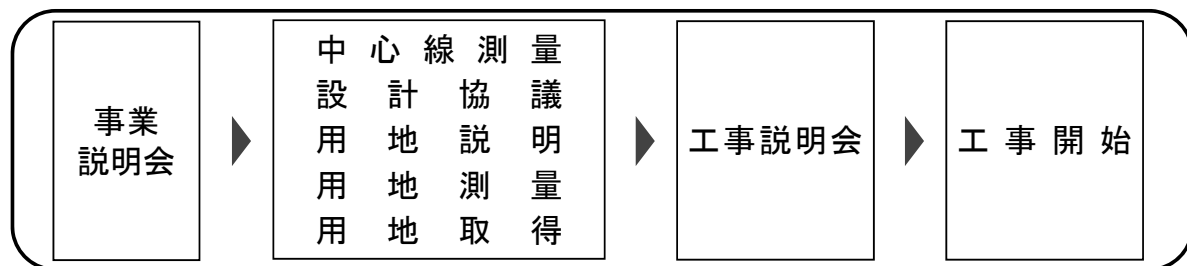 事業
説明会
中心線測量
設計協議
用地説明
用地測量
用地取得
工事説明会
工事開始